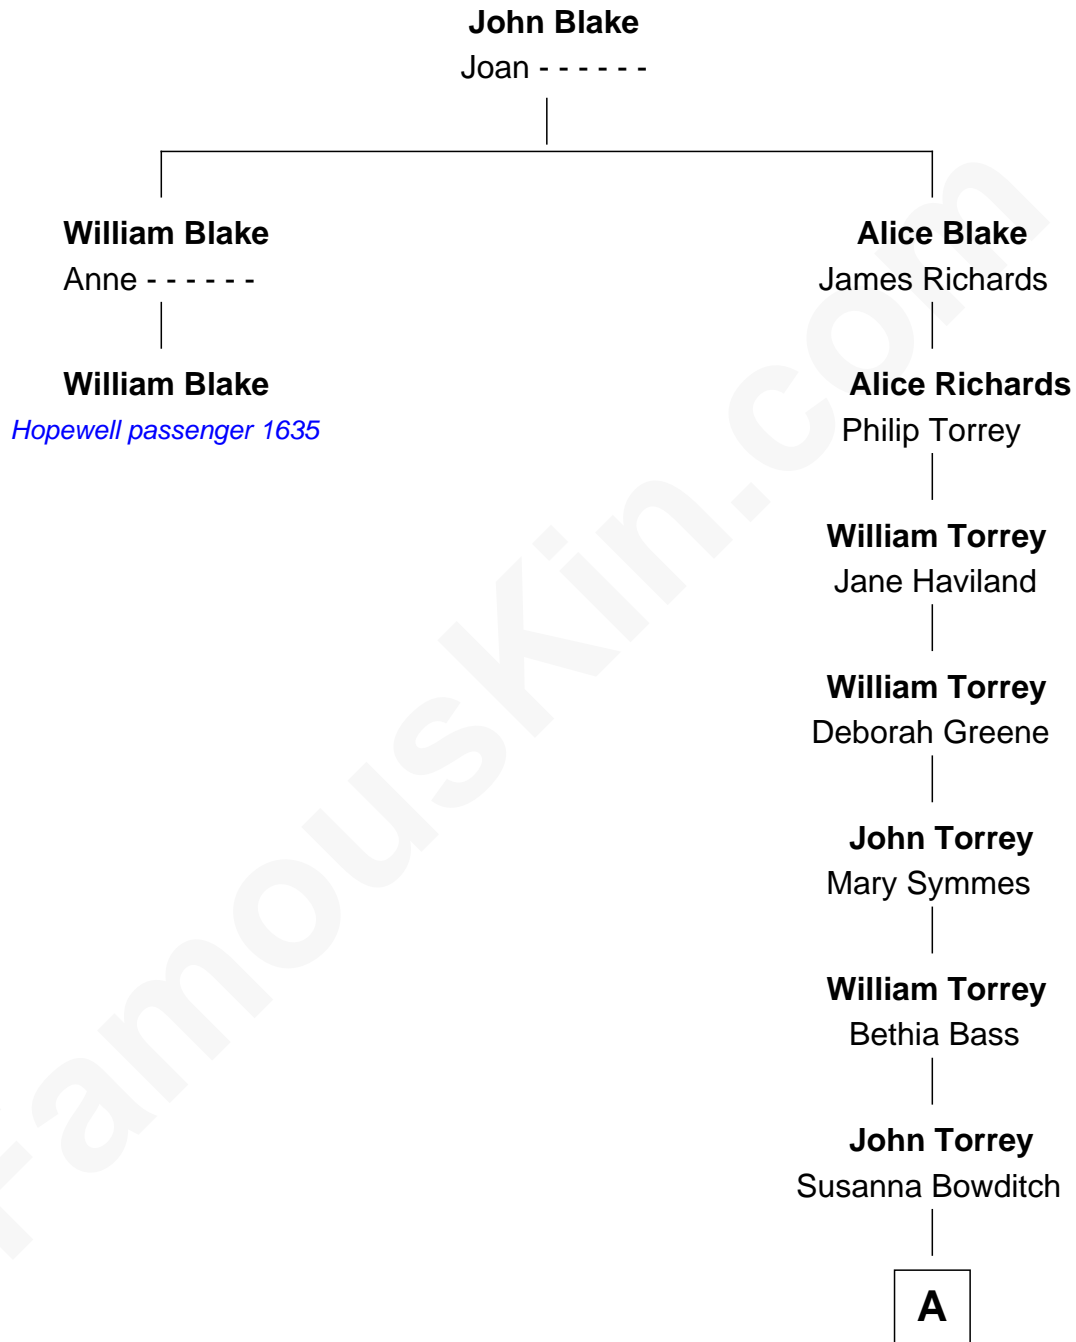 John Blake
Joan - - - - - -
William Blake
Anne - - - - - -
William Blake
Hopewell passenger 1635
Alice Blake
James Richards
Alice Richards
Philip Torrey
William Torrey
Jane Haviland
William Torrey
Deborah Greene
John Torrey
Mary Symmes
William Torrey
Bethia Bass
John Torrey
Susanna Bowditch
A
FamousKin.com